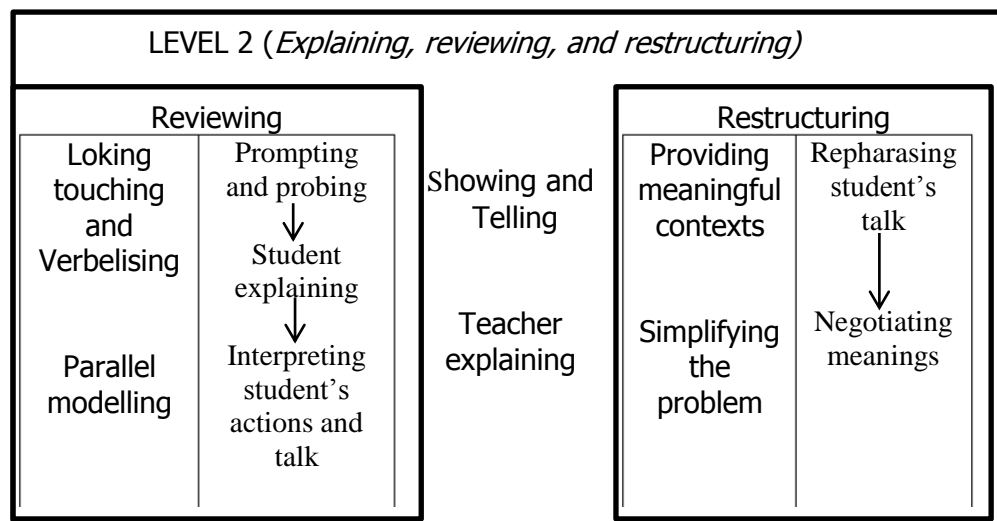 LEVEL 2 (Explaining, reviewing, and restructuring)
Reviewing
Loking
touching
and
Verbelising
Parallel
modelling
Prompting
and probing
Student
explaining
Interpreting
student's
actions and
talk
Showing and
Telling
Teacher
explaining
Restructuring
Providing
meaningful
contexts
Simplifying
the
problem
Repharasing
student's
talk
Negotiating
meanings